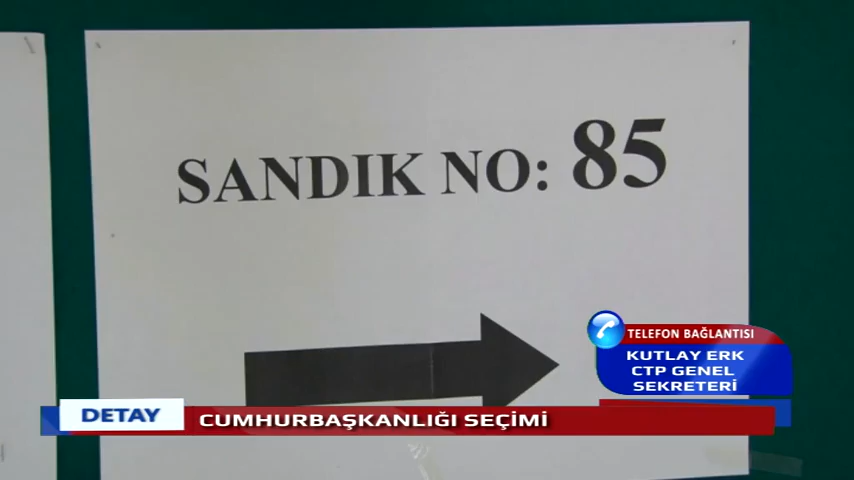 SANDIK NO: 85
TELEFON BAĞLANTISI
KUTLAY ERK
CTP GENEL
SEKRETERİ
DETAY
CUMHURBAŞKANLIĞI SEÇİMİ